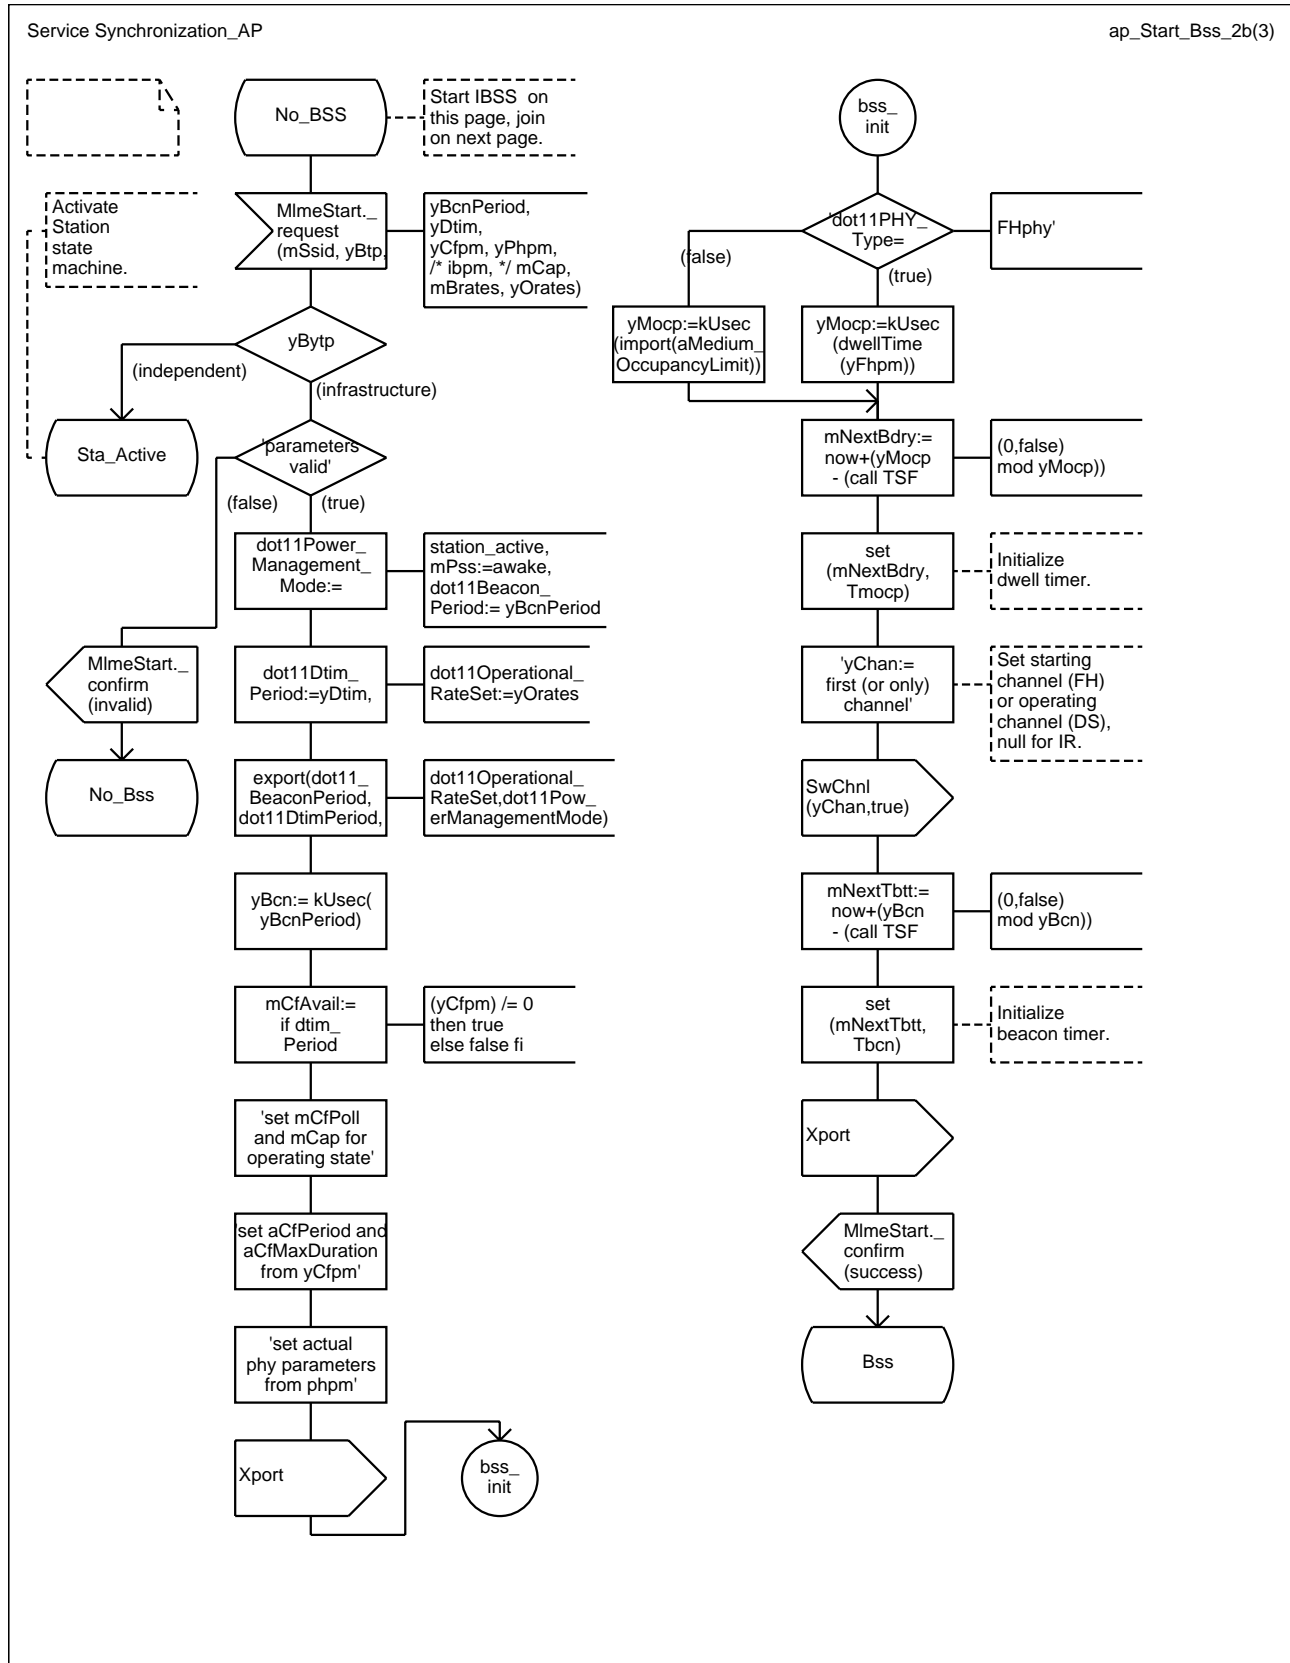 Service Synchronization_AP
ap_Start_Bss_2b(3)
No_BSS
Start IBSS on
this page, join
on next page.
Activate
Station
state
machine.
MlmeStart._
request
(mSsid, yBtp,
yBcnPeriod,
yDtim,
yCfpm, yPhpm,
/* ibpm, */ mCap,
mBrates, yOrates)
yBytp
(independent)
(infrastructure)
Sta_Active
'parameters
valid'
(false)
(true)
dot11Power_
Management_
Mode:=
station_active,
mPss:=awake,
dot11Beacon_
Period:= yBcnPeriod
MlmeStart._
confirm
(invalid)
dot11Dtim_
Period:=yDtim,
dot11Operational_
RateSet:=yOrates
No_Bss
export(dot11_
BeaconPeriod,
dot11DtimPeriod,
dot11Operational_
RateSet,dot11Pow_
erManagementMode)
yBcn:= kUsec(
yBcnPeriod)
mCfAvail:=
if dtim_
Period
(yCfpm) /= 0
then true
else false fi
'set mCfPoll
and mCap for
operating state'
'set aCfPeriod and
aCfMaxDuration
from yCfpm'
'set actual
phy parameters
from phpm'
Xport
bss_
init
bss_
init
'dot11PHY_
Type=
FHphy'
(false)
(true)
yMocp:=kUsec
(import(aMedium_
OccupancyLimit))
yMocp:=kUsec
(dwellTime
(yFhpm))
mNextBdry:=
now+(yMocp
- (call TSF
(0,false)
mod yMocp))
set
(mNextBdry,
Tmocp)
Initialize
dwell timer.
'yChan:=
first (or only)
channel'
Set starting
channel (FH)
or operating
channel (DS),
null for IR.
SwChnl
(yChan,true)
mNextTbtt:=
now+(yBcn
- (call TSF
(0,false)
mod yBcn))
set
(mNextTbtt,
Tbcn)
Initialize
beacon timer.
Xport
MlmeStart._
confirm
(success)
Bss